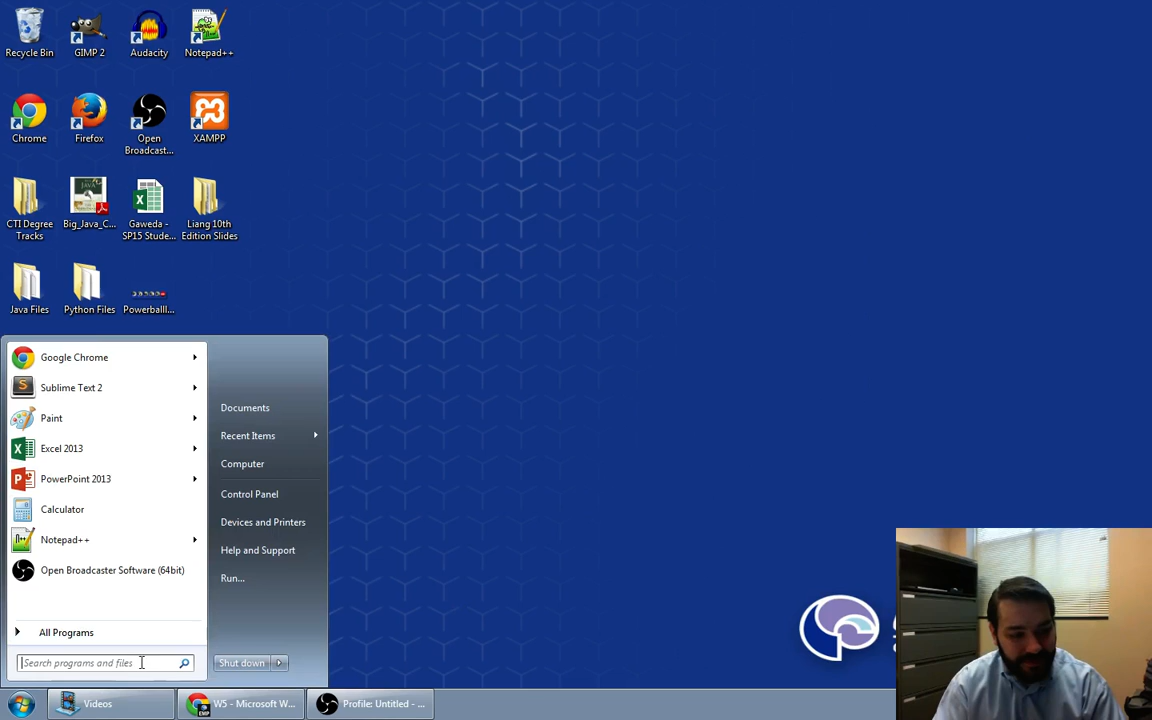 Recycle Bin
GIMP 2
Audacity
Notepad++
Chrome
Firefox
Open
Broadcast...
XAMPP
CTI Degree
Tracks
Big_Java_C...
Gaweda -
SP15 Stude...
Liang 10th
Edition Slides
Java Files
Python Files
Powerball...
Google Chrome
Sublime Text 2
Paint
Excel 2013
PowerPoint 2013
Calculator
Notepad++
Open Broadcaster Software (64bit)
All Programs
Search programs and files
Documents
Recent Items
Computer
Control Panel
Devices and Printers
Help and Support
Run...
Shut down
Videos
W5 - Microsoft W...
Profile: Untitled - ...